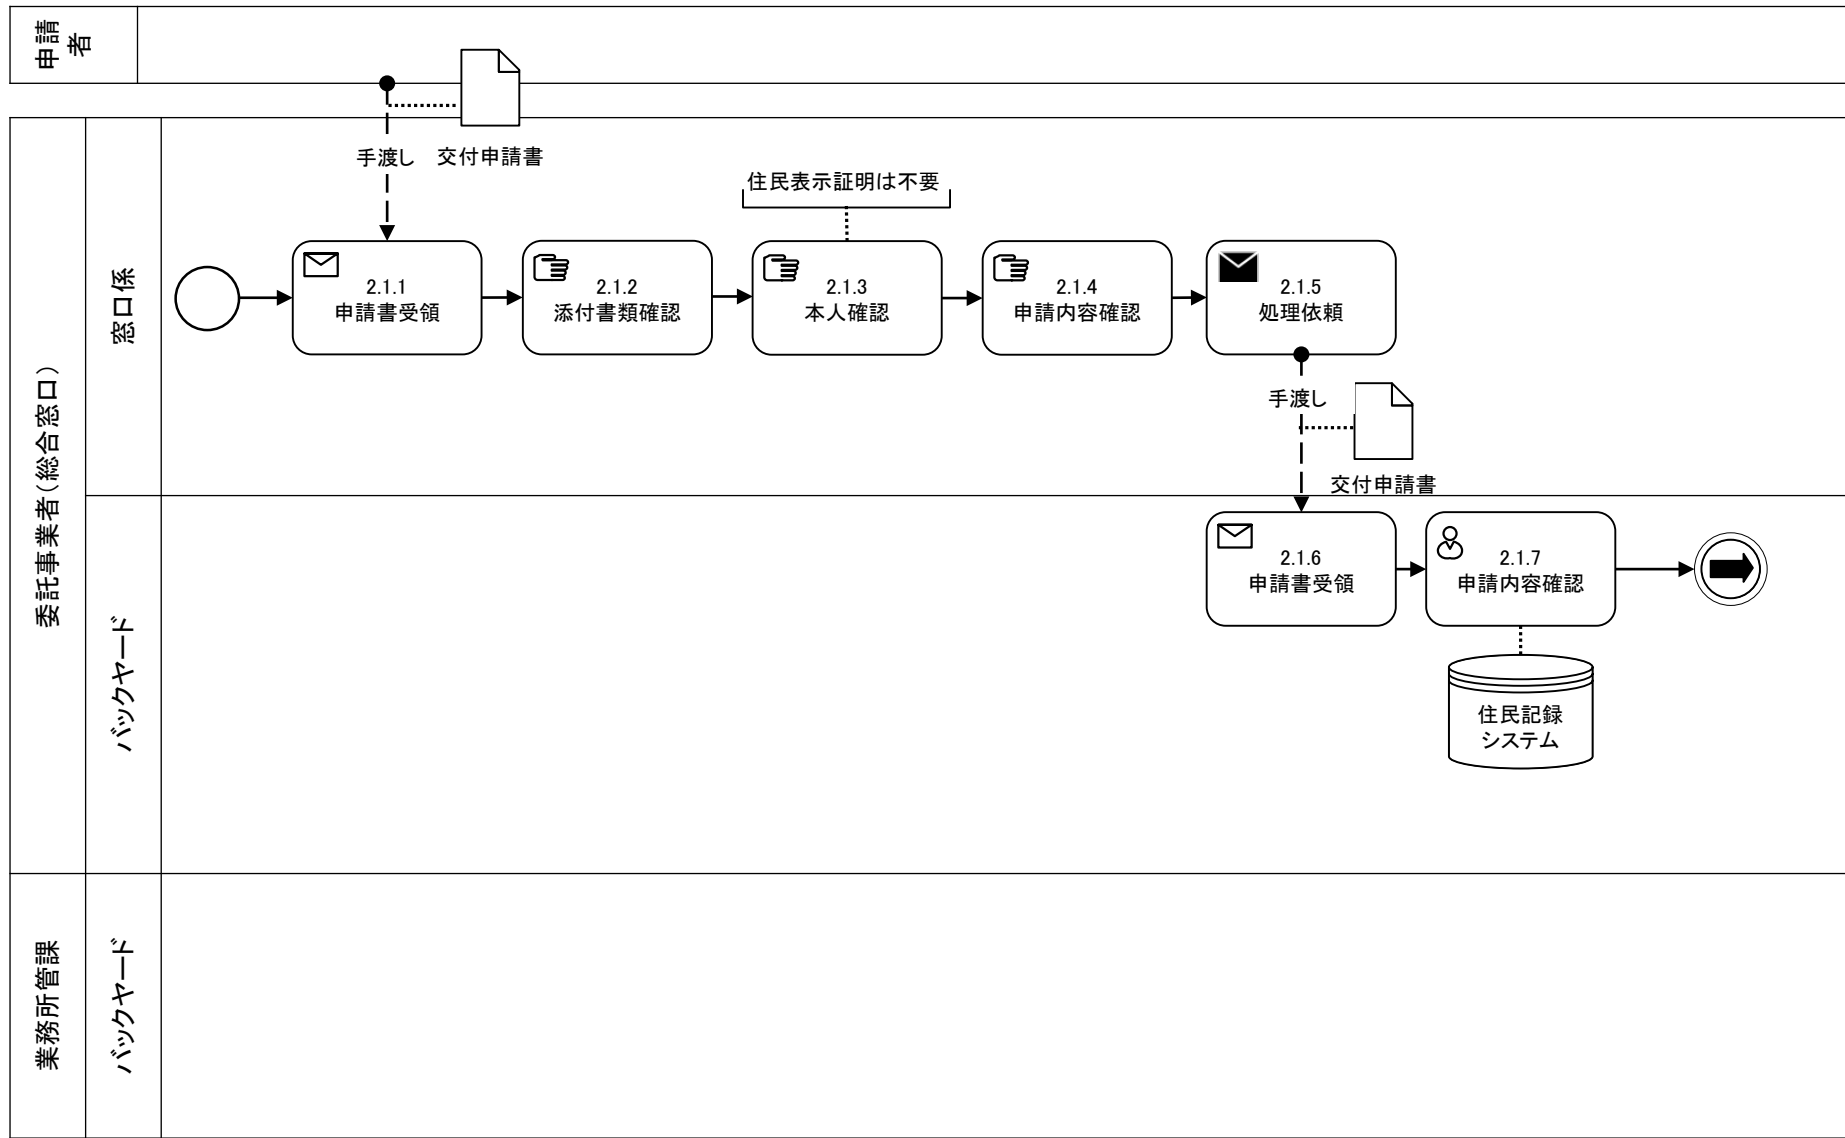 申請
者
手渡し
交付申請書
住民表示証明は不要
委託事業者（総合窓口）
窓口係
2.1.1
申請書受領
2.1.2
添付書類確認
2.1.3
本人確認
2.1.4
申請内容確認
2.1.5
処理依頼
手渡し
交付申請書
バックヤード
2.1.6
申請書受領
2.1.7
申請内容確認
住民記録
システム
業務所管課
バックヤード